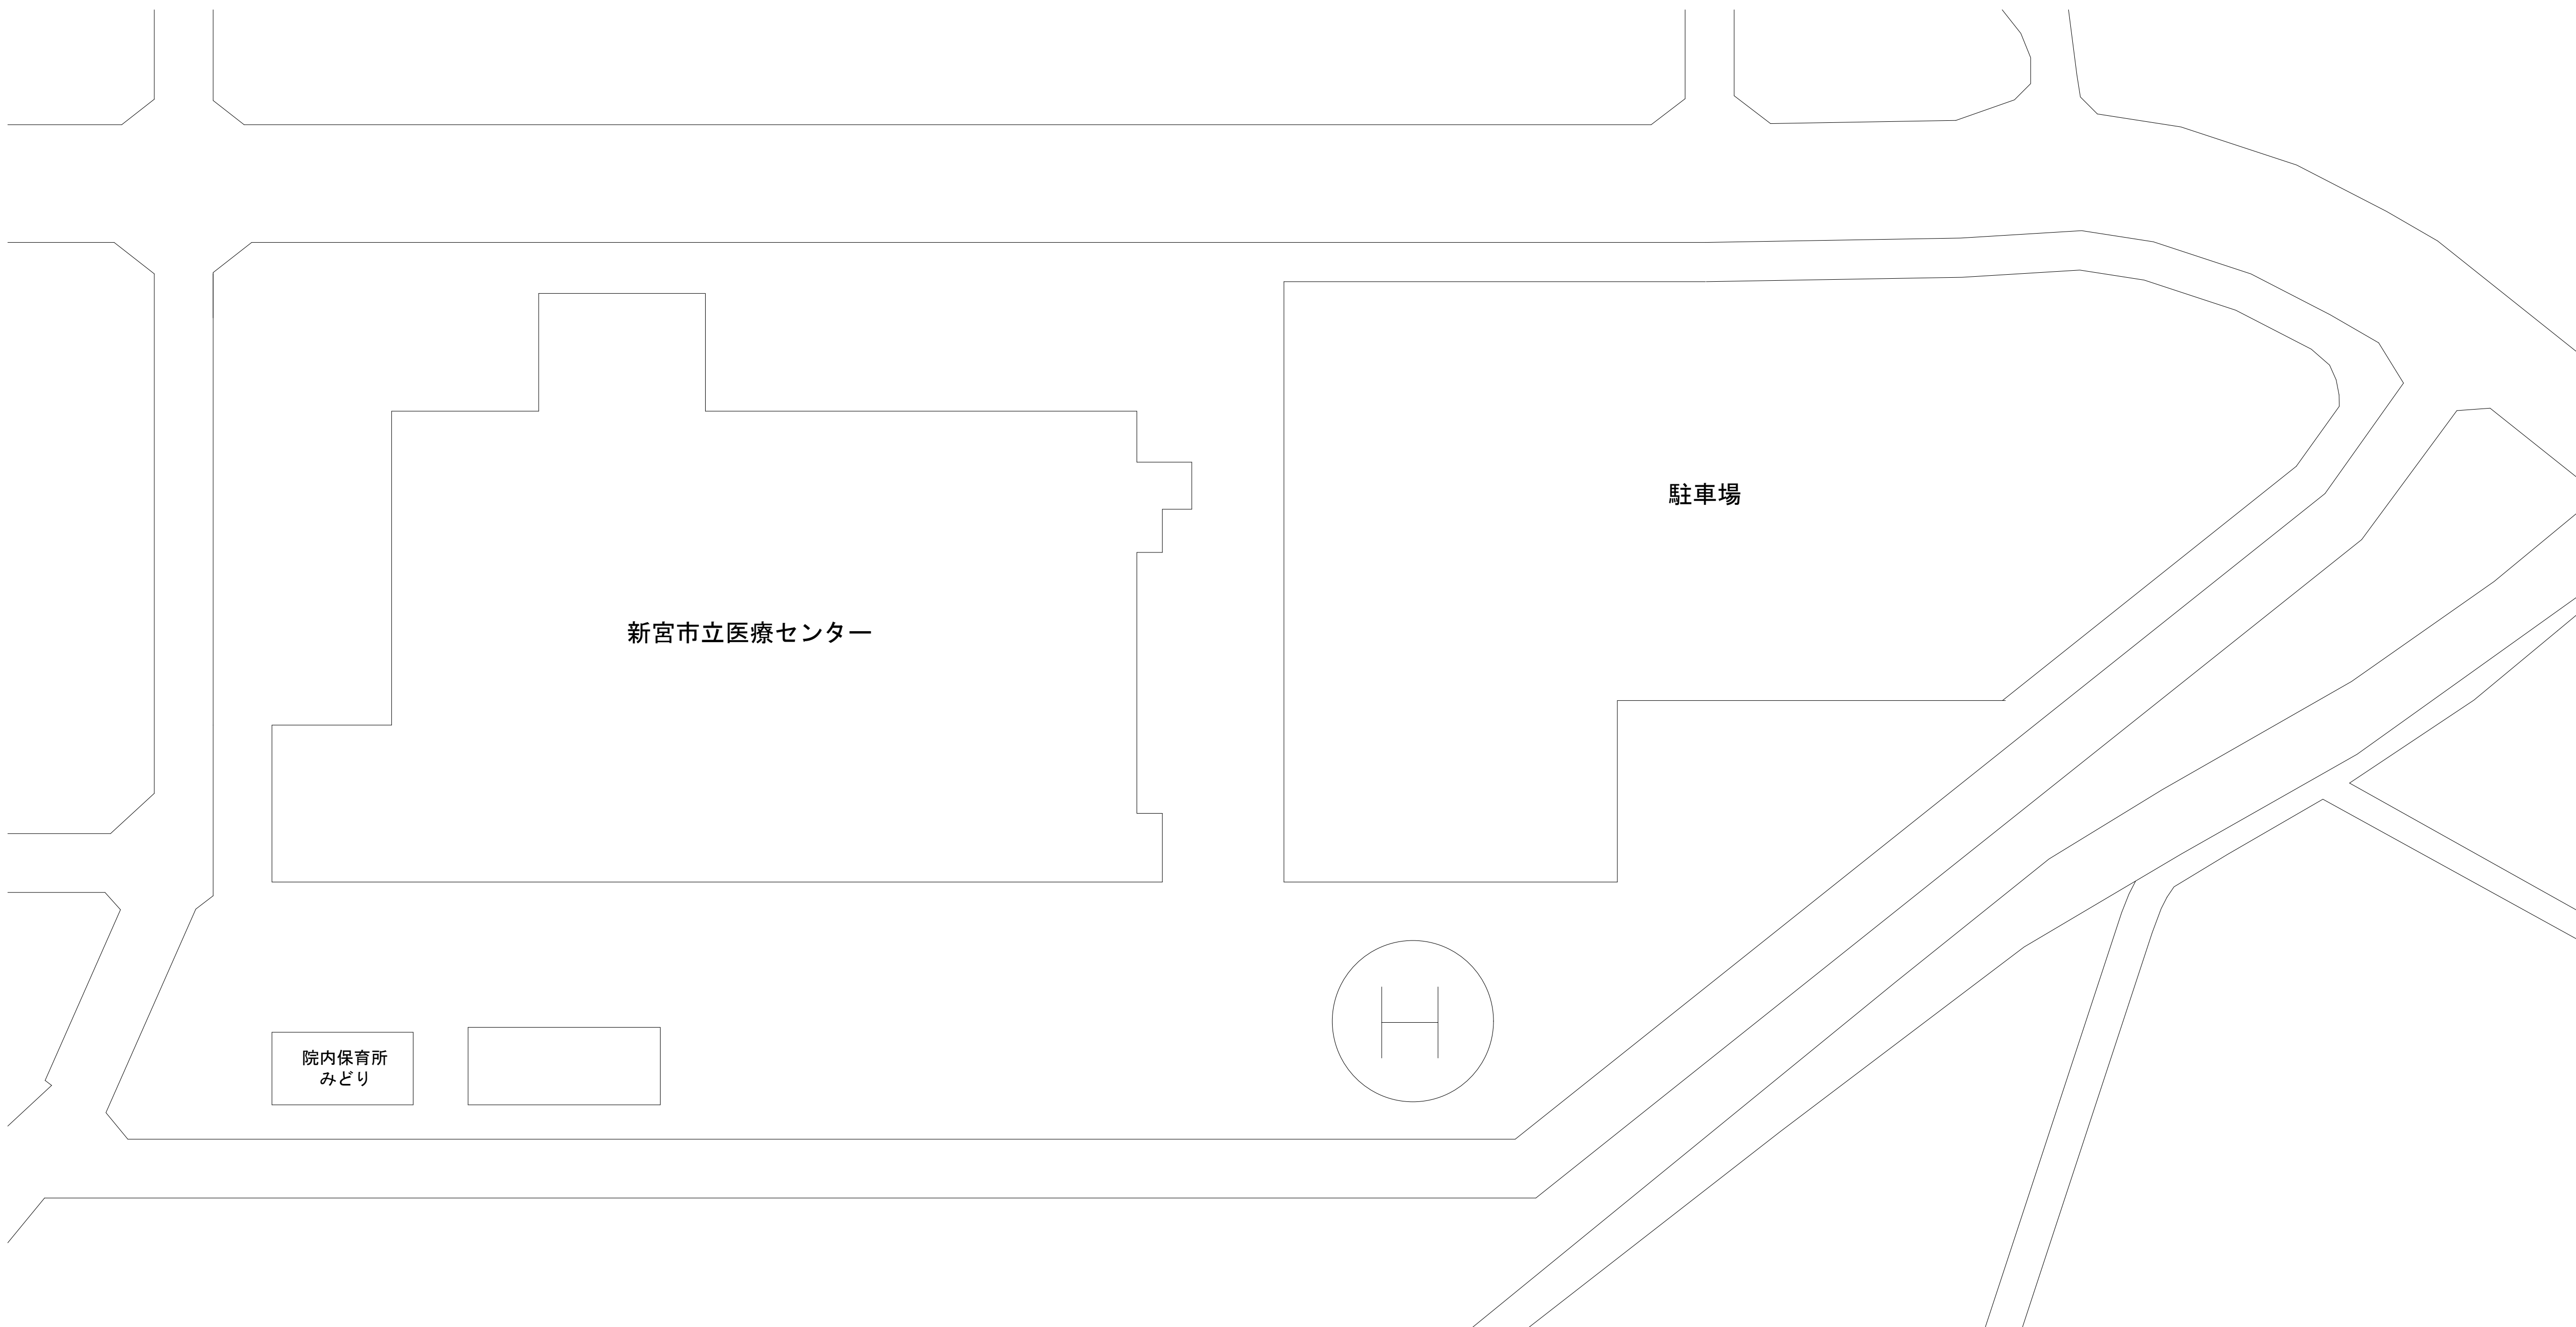 駐車場
新宮市立医療センター
H
院内保育所
みどり